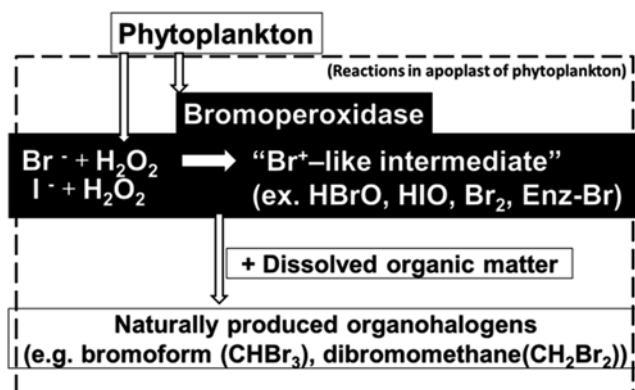 Phytoplankton
(Reactions in apoplast of phytoplankton)
Bromoperoxidase
Br⁻ + H₂O₂
“Br⁺–like intermediate”
I⁻ + H₂O₂
(ex. HBrO, HIO, Br₂, Enz-Br)
+ Dissolved organic matter
Naturally produced organohalogens
(e.g. bromoform (CHBr₃), dibromomethane(CH₂Br₂))